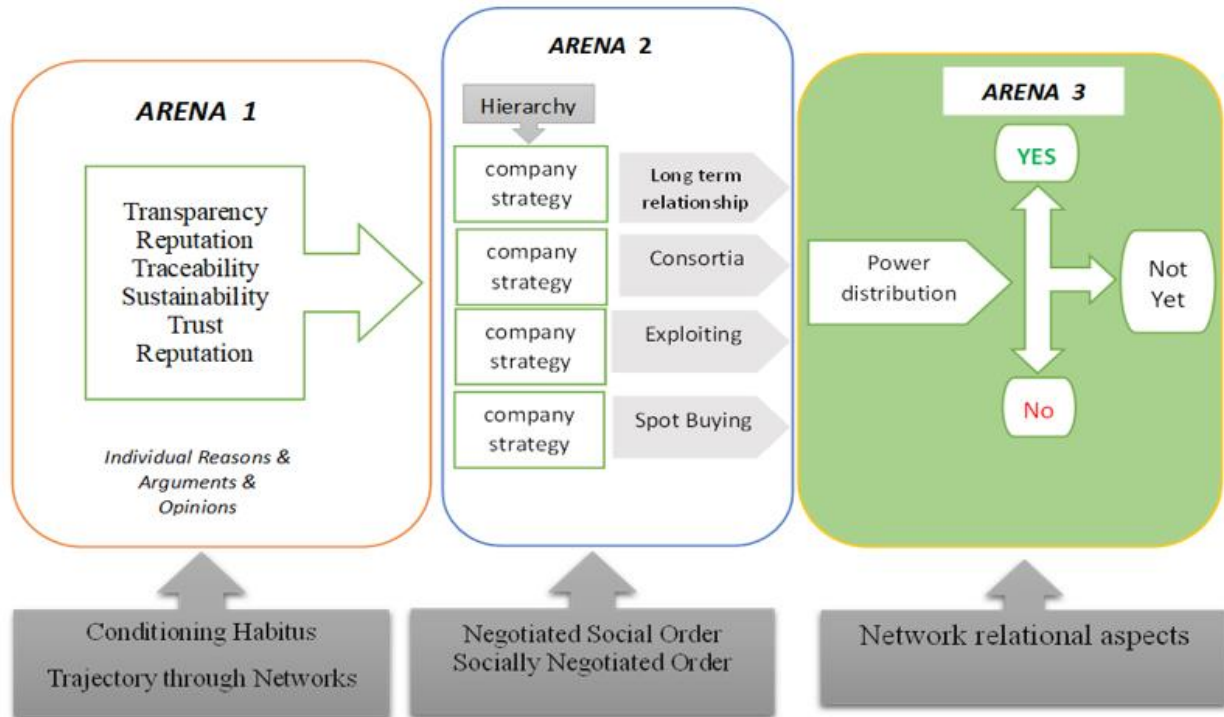 ARENA 1
Transparency
Reputation
Traceability
Sustainability
Trust
Reputation
Individual Reasons &
Arguments &
Opinions
Conditioning Habitus
Trajectory through Networks
ARENA 2
Hierarchy
company
strategy
Long term
relationship
company
strategy
Consortia
company
strategy
Exploiting
company
strategy
Spot Buying
Negotiated Social Order
Socially Negotiated Order
ARENA 3
YES
Power
distribution
Not
Yet
No
Network relational aspects